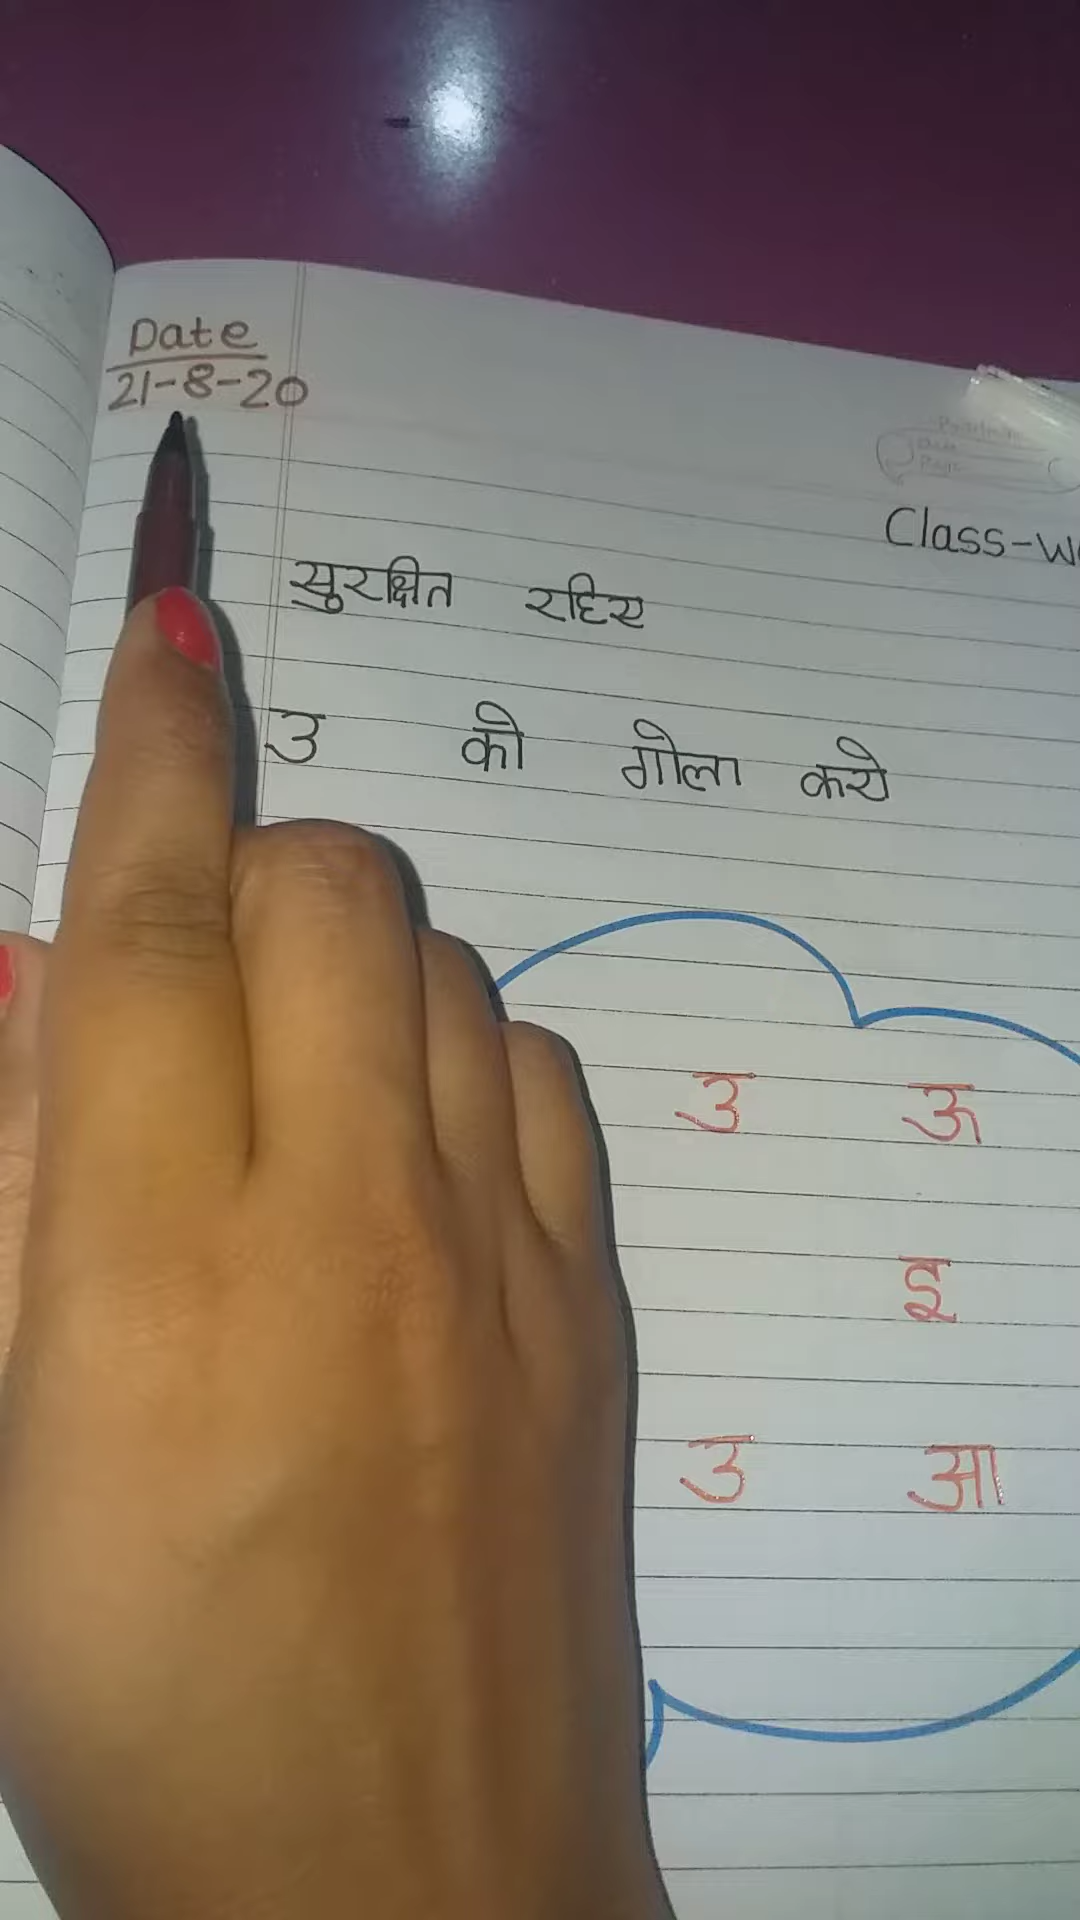 Date
21-8-20
Class-W
सुरक्षित रहिए
उ को गोला करो
उ ऊ
इ
उ आ